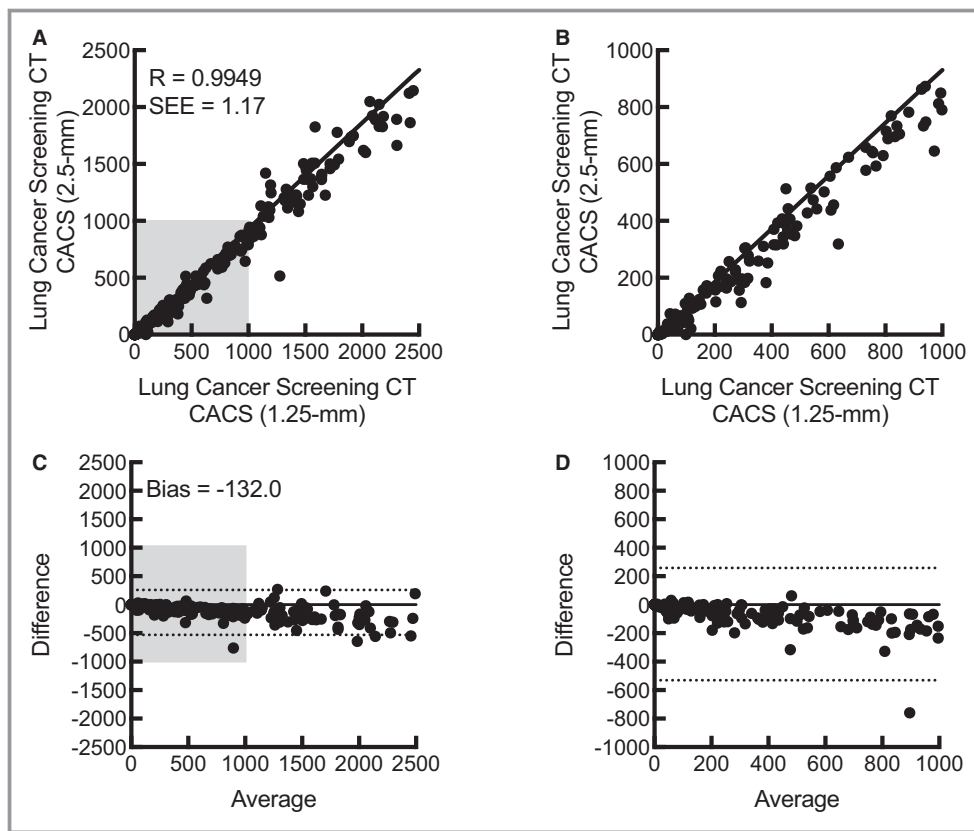 A
Lung Cancer Screening CT
CACS (2.5-mm)
2500
2000
1500
1000
500
0
R = 0.9949
SEE = 1.17
0 500 1000 1500 2000 2500
Lung Cancer Screening CT
CACS (1.25-mm)
B
Lung Cancer Screening CT
CACS (2.5-mm)
1000
800
600
400
200
0
0 200 400 600 800 1000
Lung Cancer Screening CT
CACS (1.25-mm)
C
Difference
2500
2000
1500
1000
500
0
-500
-1000
-1500
-2000
-2500
Bias = -132.0
0 500 1000 1500 2000 2500
Average
D
Difference
1000
800
600
400
200
0
-200
-400
-600
-800
-1000
0 200 400 600 800 1000
Average